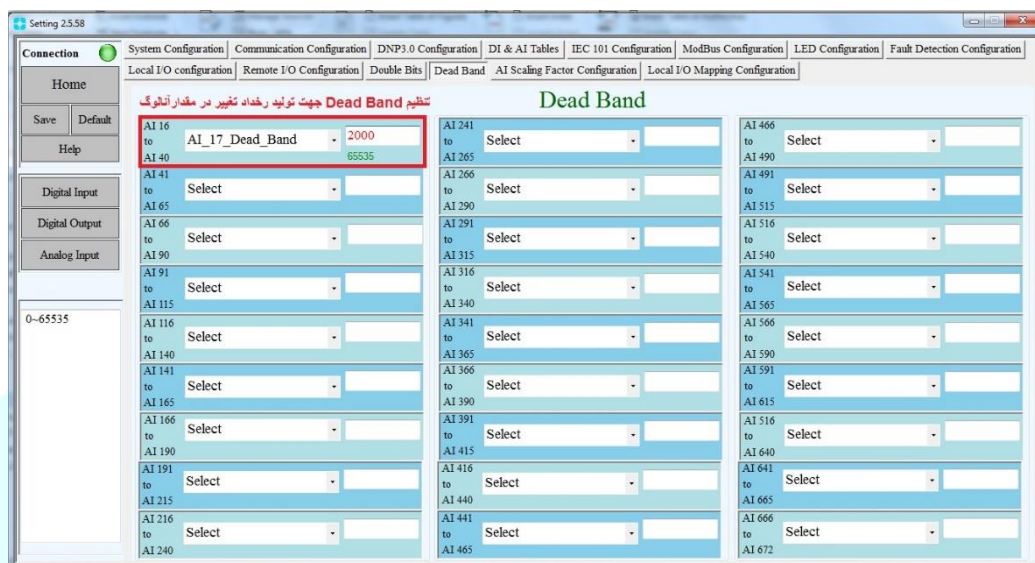 Setting 2.5.58
Connection
System Configuration Communication Configuration DNP3.0 Configuration DI & AI Tables IEC 101 Configuration ModBus Configuration LED Configuration Fault Detection Configuration
Local I/O configuration Remote I/O Configuration Double Bits Dead Band AI Scaling Factor Configuration Local I/O Mapping Configuration
Home
Save Default
Help
Digital Input
Digital Output
Analog Input
0~65535
تنظیم Dead Band جهت تولید رخداد تغییر در مقدار آنالوگ
Dead Band
AI 16 to AI 40 AI_17_Dead_Band 2000
65535
AI 41 to AI 65 Select
AI 66 to AI 90 Select
AI 91 to AI 115 Select
AI 116 to AI 140 Select
AI 141 to AI 165 Select
AI 166 to AI 190 Select
AI 191 to AI 215 Select
AI 216 to AI 240 Select
AI 241 to AI 265 Select
AI 266 to AI 290 Select
AI 291 to AI 315 Select
AI 316 to AI 340 Select
AI 341 to AI 365 Select
AI 366 to AI 390 Select
AI 391 to AI 415 Select
AI 416 to AI 440 Select
AI 441 to AI 465 Select
AI 466 to AI 490 Select
AI 491 to AI 515 Select
AI 516 to AI 540 Select
AI 541 to AI 565 Select
AI 566 to AI 590 Select
AI 591 to AI 615 Select
AI 516 to AI 640 Select
AI 641 to AI 665 Select
AI 666 to AI 672 Select